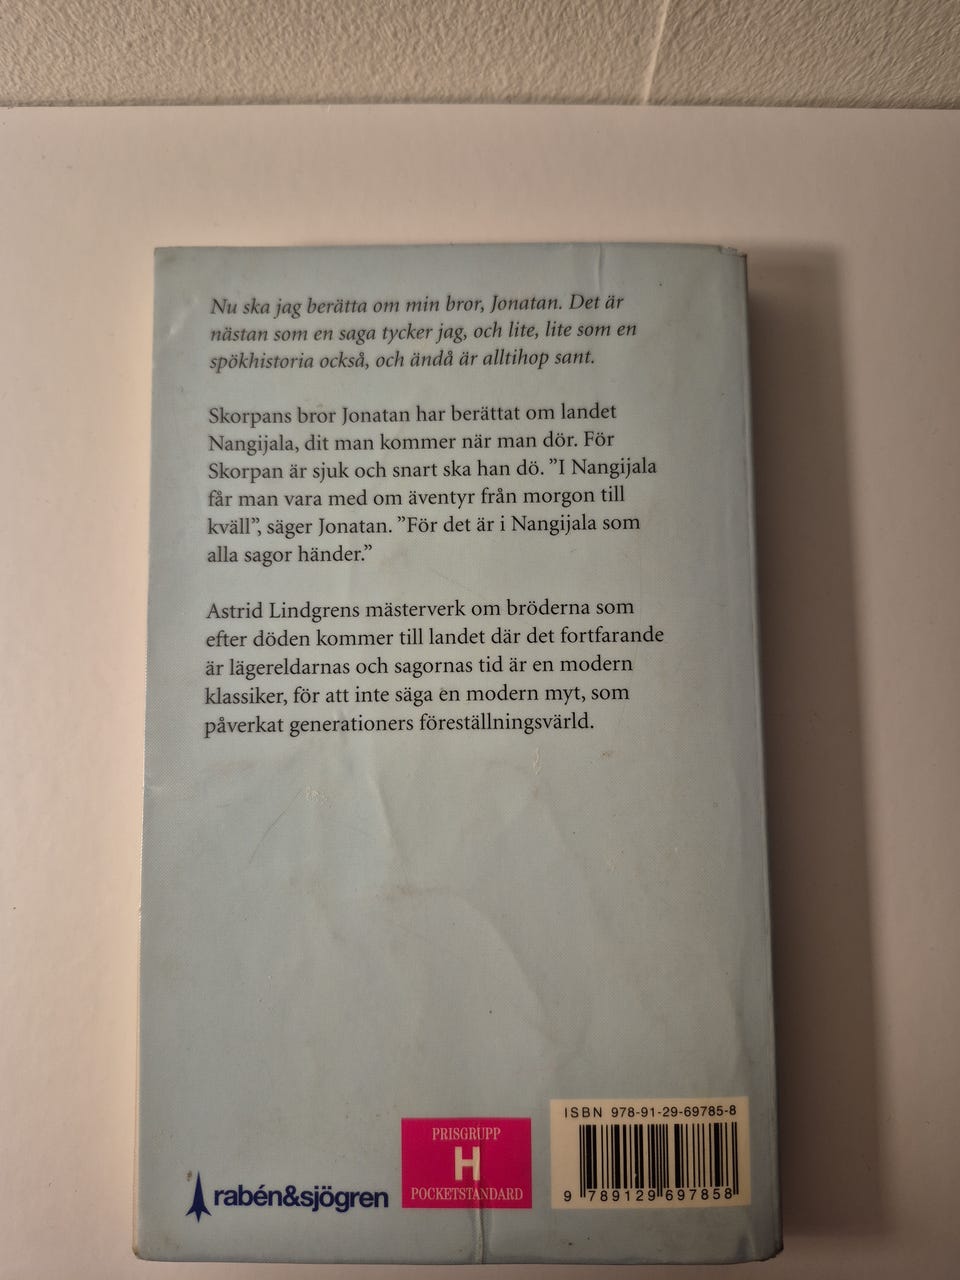 Nu ska jag berätta om min bror, Jonatan. Det är
nästan som en saga tycker jag, och lite, lite som en
spökhistoria också, och ändå är alltihop sant.
Skorpans bror Jonatan har berättat om landet
Nangijala, dit man kommer när man dör. För
Skorpan är sjuk och snart ska han dö. ”I Nangijala
får man vara med om äventyr från morgon till
kväll”, säger Jonatan. ”För det är i Nangijala som
alla sagor händer.”
Astrid Lindgrens mästerverk om bröderna som
efter döden kommer till landet där det fortfarande
är lägereldarnas och sagornas tid är en modern
klassiker, för att inte säga en modern myt, som
påverkat generationers föreställningsvärld.
rabén&sjögren
PRISGRUPP
H
POCKETSTANDARD
ISBN 978-91-29-69785-8
9 789129 697858